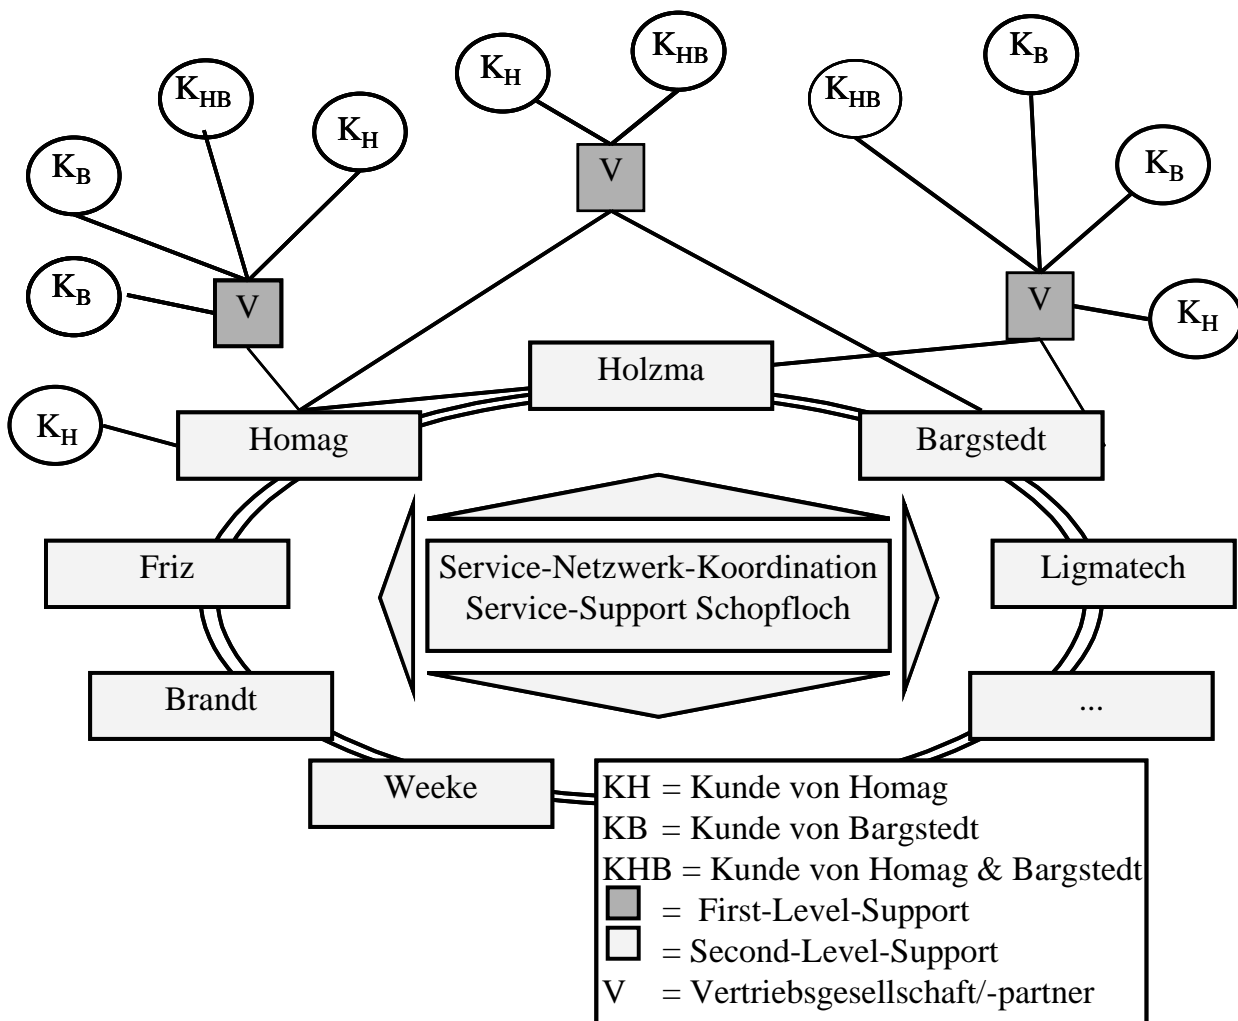 K_H
K_HB
K_HB
K_B
K_HB
K_H
K_B
V
K_B
K_B
V
V
K_H
Holzma
K_H
Homag
Bargstedt
Service-Netzwerk-Koordination
Service-Support Schopfloch
Friz
Ligmatech
Brandt
...
Weeke
KH = Kunde von Homag
KB = Kunde von Bargstedt
KHB = Kunde von Homag & Bargstedt
= First-Level-Support
= Second-Level-Support
V = Vertriebsgesellschaft/-partner